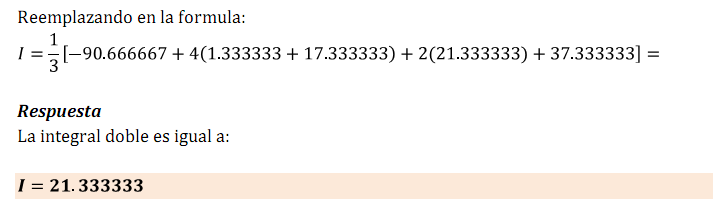 Reemplazando en la formula:
I = 1/3 [−90.666667 + 4(1.333333 + 17.333333) + 2(21.333333) + 37.333333] =
Respuesta
La integral doble es igual a:
I = 21.333333